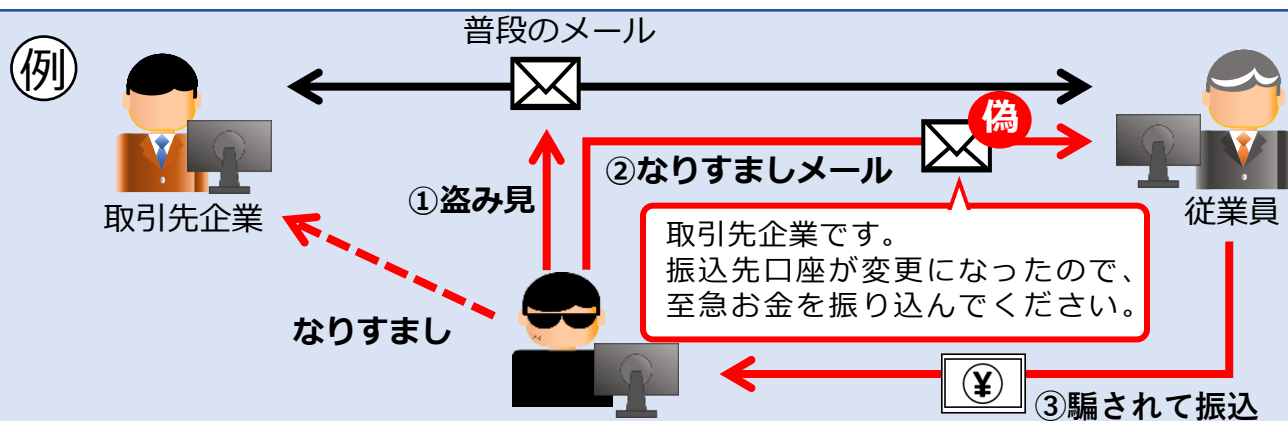 例
普段のメール
偽
①盗み見
②なりすましメール
取引先企業
従業員
取引先企業です。
振込先口座が変更になったので、
至急お金を振り込んでください。
なりすまし
¥
③騙されて振込